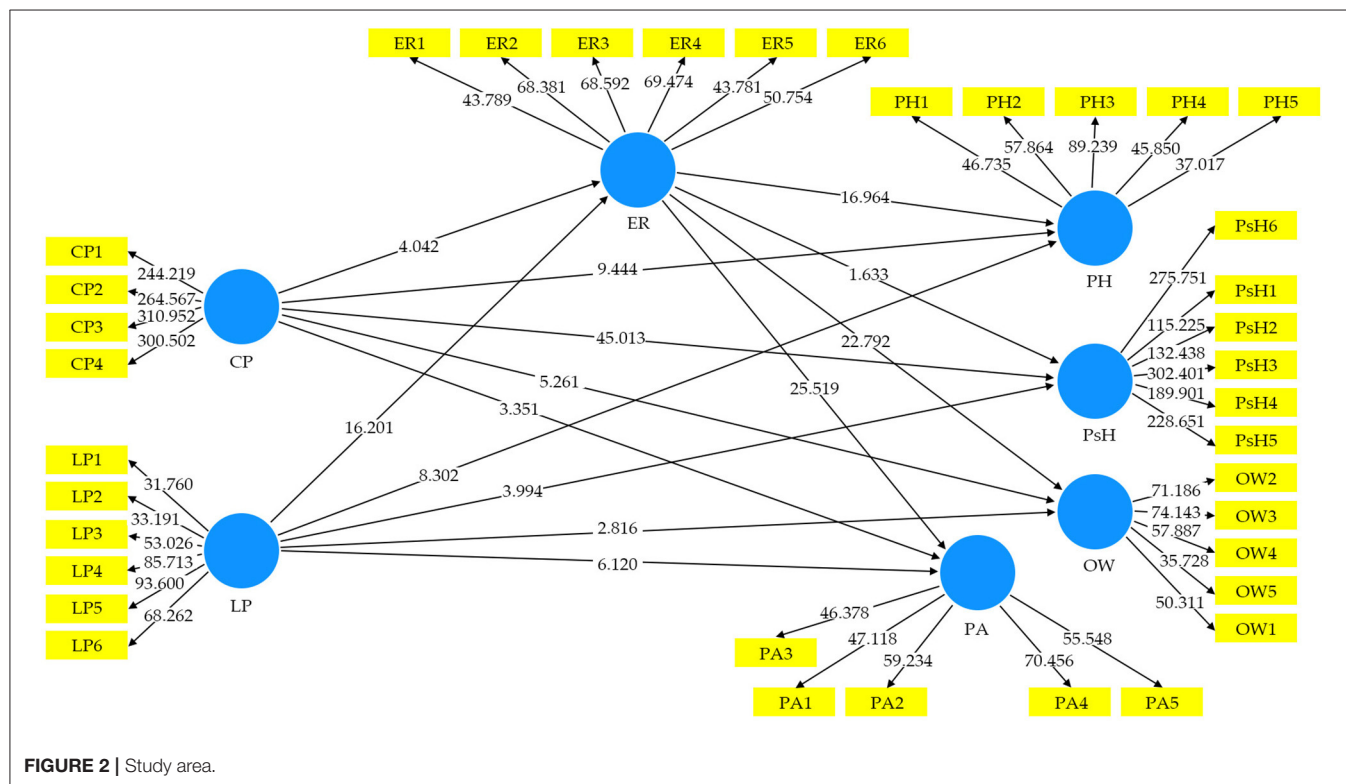 ER1 ER2 ER3 ER4 ER5 ER6
43.789 68.381 68.592 69.474 43.781 50.754
ER
PH1 PH2 PH3 PH4 PH5
46.735 57.864 89.239 45.850 37.017
PH
CP1
CP2
CP3
CP4
244.219
264.567
310.952
300.502
CP
LP1
LP2
LP3
LP4
LP5
LP6
31.760
33.191
53.026
85.713
93.600
68.262
LP
4.042
16.964
9.444
1.633
45.013
22.792
5.261
25.519
3.351
16.201
8.302
3.994
2.816
6.120
PsH6
PsH1
PsH2
PsH3
PsH4
PsH5
275.751
115.225
132.438
302.401
189.901
228.651
PsH
OW2
OW3
OW4
OW5
OW1
71.186
74.143
57.887
35.728
50.311
OW
PA
46.378
47.118
59.234
70.456
55.548
PA3
PA1 PA2 PA4 PA5
FIGURE 2 | Study area.